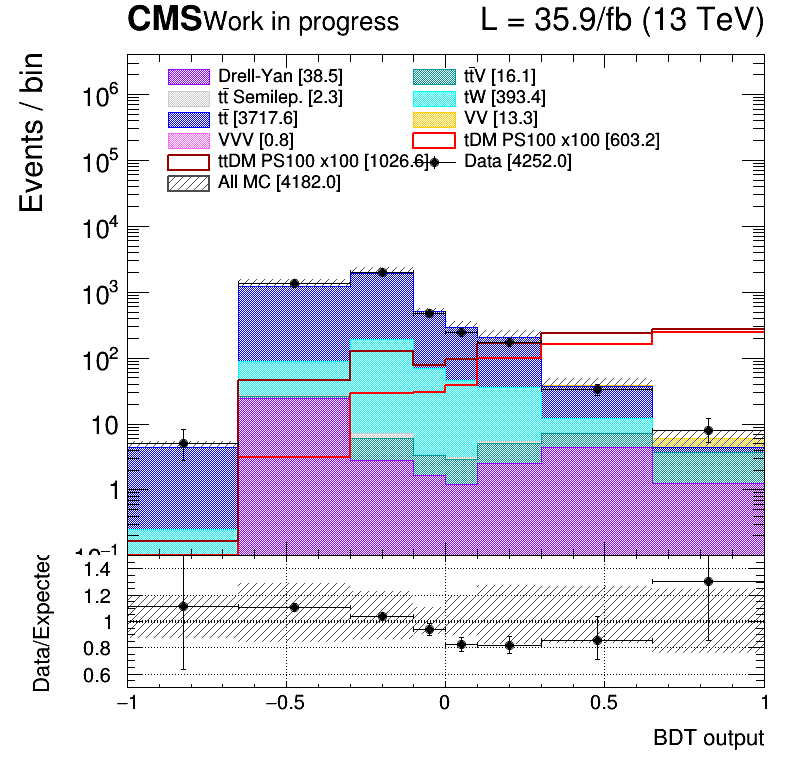 CMS Work in progress L = 35.9/fb (13 TeV)
Events / bin
Drell-Yan [38.5] tt̄V [16.1]
tt̄ Semilep. [2.3] tW [393.4]
tt̄ [3717.6] VV [13.3]
VVV [0.8] tDM PS100 x100 [603.2]
ttDM PS100 x100 [1026.6] Data [4252.0]
All MC [4182.0]
10⁶
10⁵
10⁴
10³
10²
10
1
10⁻¹
Data/Expected
1.4
1.2
1
0.8
0.6
−1 −0.5 0 0.5 1
BDT output